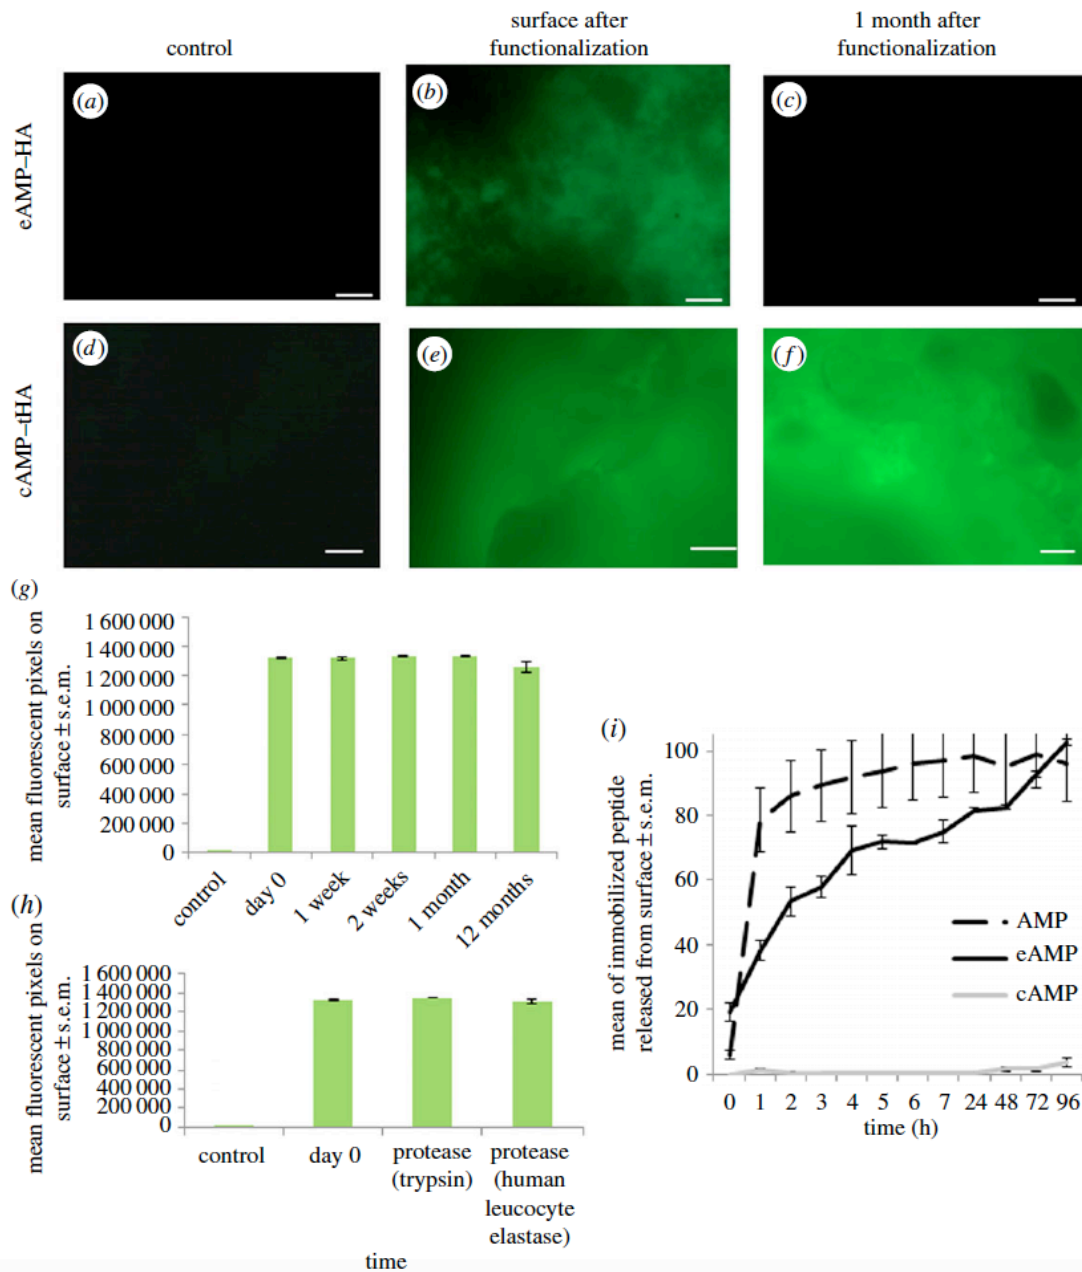 control
surface after
functionalization
1 month after
functionalization
eAMP–HA
(a)
(b)
(c)
cAMP–tHA
(d)
(e)
(f)
(g)
mean fluorescent pixels on
surface ± s.e.m.
1 600 000
1 400 000
1 200 000
1 000 000
800 000
600 000
400 000
200 000
0
control
day 0
1 week
2 weeks
1 month
12 months
(h)
mean fluorescent pixels on
surface ± s.e.m.
1 600 000
1 400 000
1 200 000
1 000 000
800 000
600 000
400 000
200 000
0
control
day 0
protease
(trypsin)
protease
(human
leucocyte
elastase)
time
(i)
mean of immobilized peptide
released from surface ± s.e.m.
100
80
60
40
20
0
AMP
eAMP
cAMP
0 1 2 3 4 5 6 7 24 48 72 96
time (h)